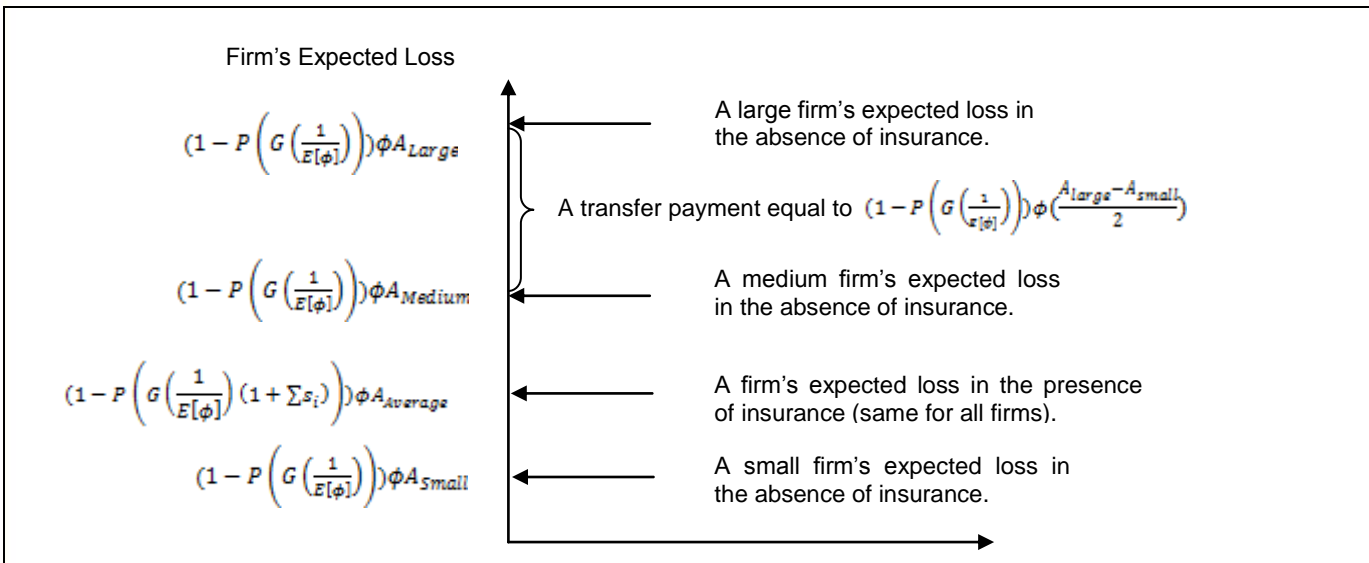 Firm's Expected Loss
(1 − P(G(1/E[ϕ])))ϕA_Large
A large firm's expected loss in
the absence of insurance.
A transfer payment equal to (1 − P(G(1/E[ϕ])))ϕ((A_large−A_small)/2)
(1 − P(G(1/E[ϕ])))ϕA_Medium
A medium firm's expected loss
in the absence of insurance.
(1 − P(G(1/E[ϕ])(1 + ∑s_i)))ϕA_Average
A firm's expected loss in the presence
of insurance (same for all firms).
(1 − P(G(1/E[ϕ])))ϕA_Small
A small firm's expected loss in
the absence of insurance.